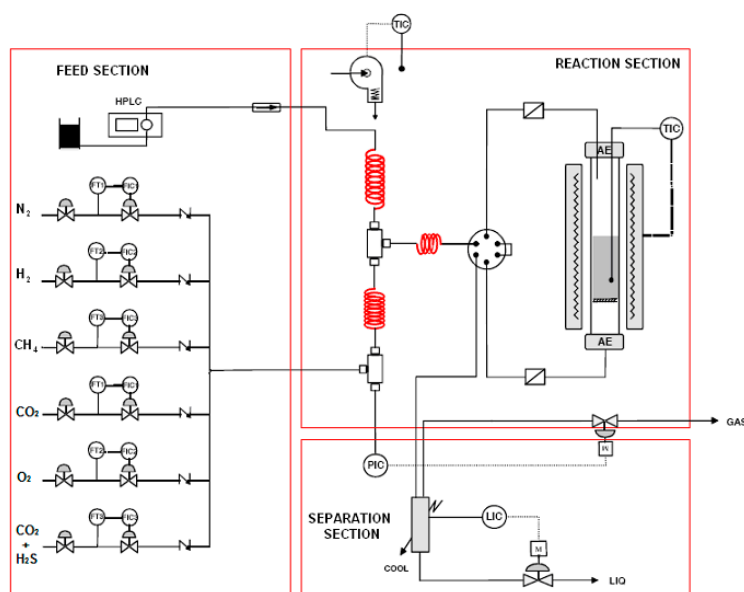 TIC
FEED SECTION
REACTION SECTION
HPLC
TIC
AE
FT1
FIC1
N₂
FT2
FIC2
H₂
FT3
FIC3
CH₄
AE
FT1
FIC1
CO₂
GAS
M
PIC
FT2
FIC2
O₂
SEPARATION
SECTION
LIC
FT3
FIC3
CO₂
+
H₂S
M
COOL
LIQ